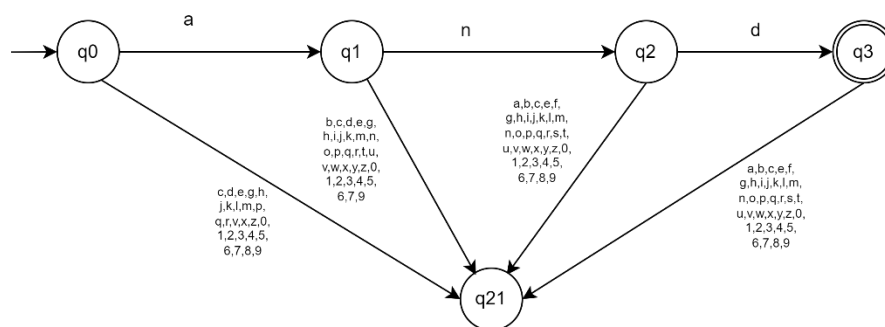 a
n
d
q0
q1
q2
q3
b,c,d,e,g,
h,i,j,k,m,n,
o,p,q,r,t,u,
v,w,x,y,z,0,
1,2,3,4,5,
6,7,9
a,b,c,e,f,
g,h,i,j,k,l,m,
n,o,p,q,r,s,t,
u,v,w,x,y,z,0,
1,2,3,4,5,
6,7,8,9
c,d,e,g,h,
j,k,l,m,p,
q,r,v,x,z,0,
1,2,3,4,5,
6,7,8,9
a,b,c,e,f,
g,h,i,j,k,l,m,
n,o,p,q,r,s,t,
u,v,w,x,y,z,0,
1,2,3,4,5,
6,7,8,9
q21